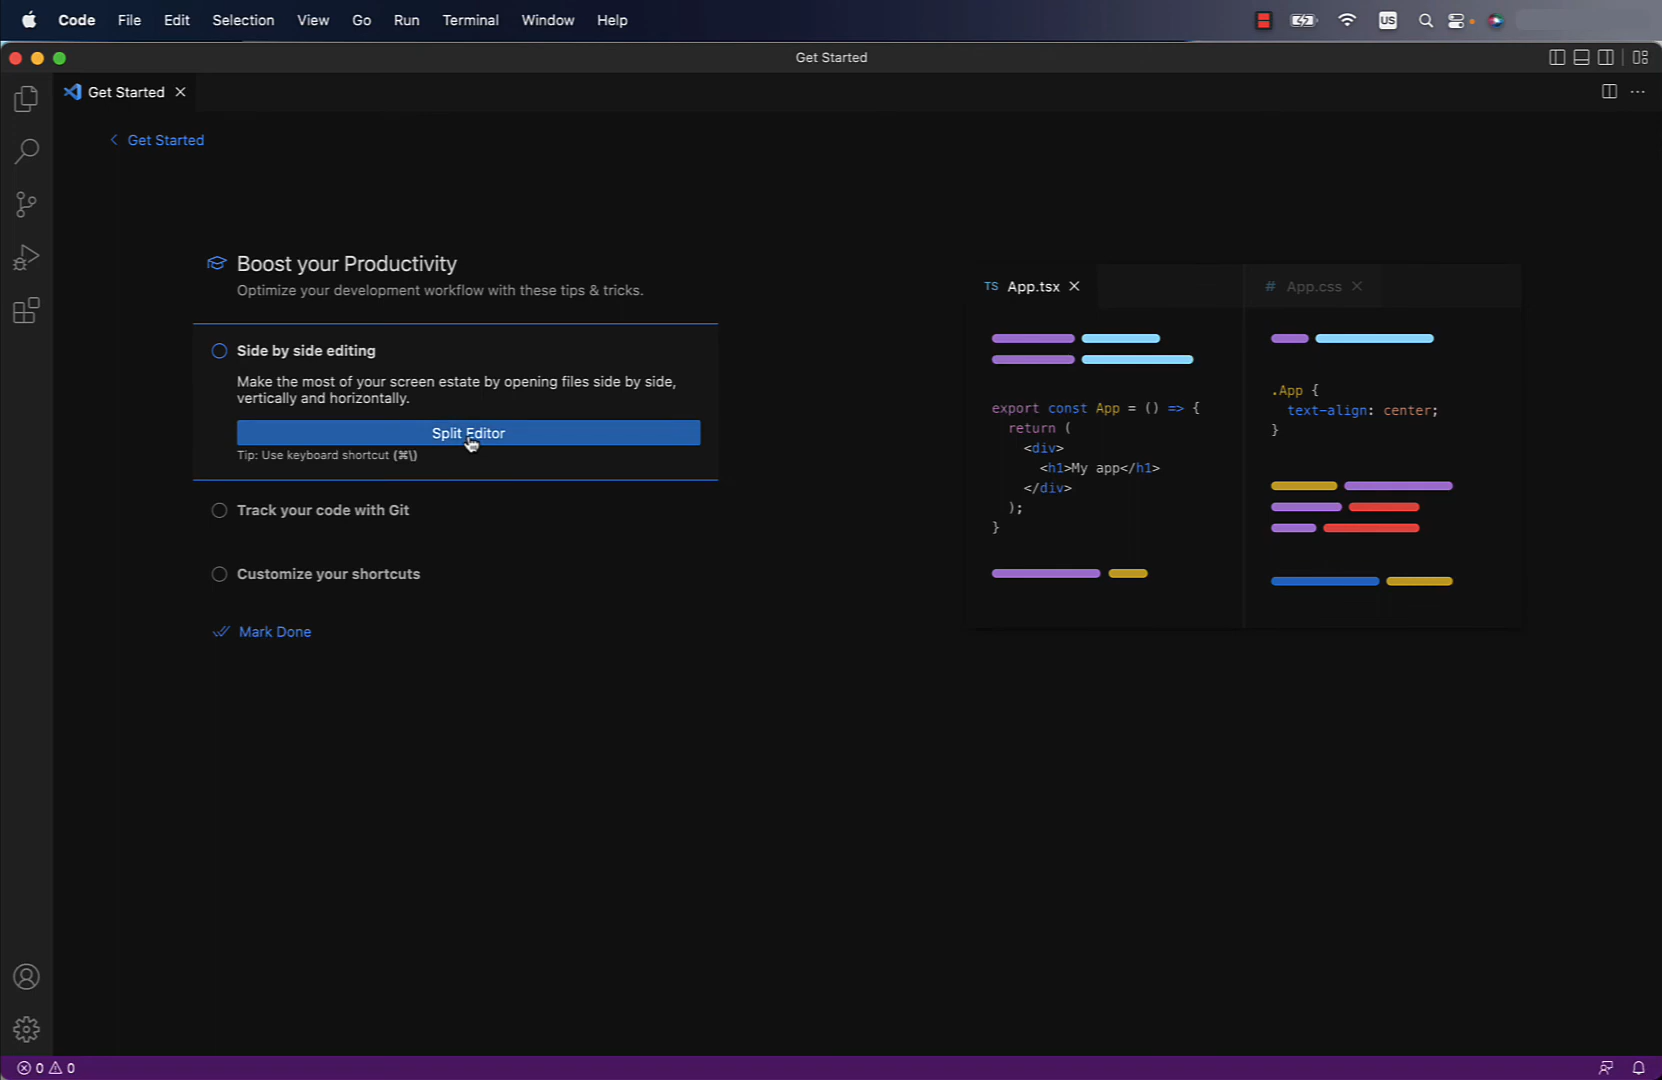 Code File Edit Selection View Go Run Terminal Window Help US
Get Started
Get Started
Get Started
Boost your Productivity
Optimize your development workflow with these tips & tricks.
Side by side editing
Make the most of your screen estate by opening files side by side,
vertically and horizontally.
Split Editor
Tip: Use keyboard shortcut (⌘\)
Track your code with Git
Customize your shortcuts
Mark Done
TS App.tsx
export const App = () => {
return (
<div>
<h1>My app</h1>
</div>
);
}
# App.css
.App {
text-align: center;
}
0 0